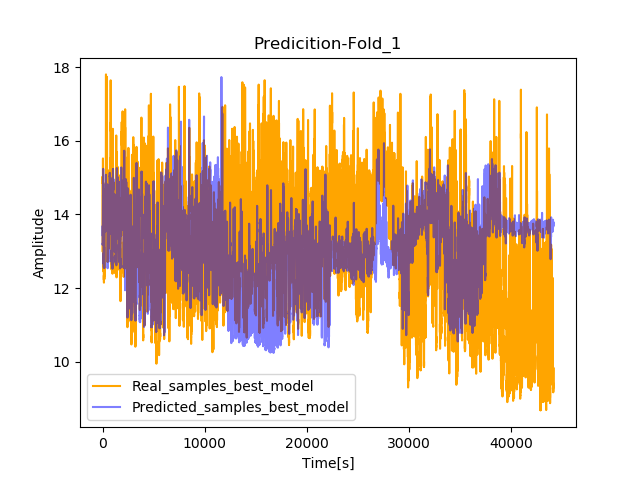 Predicition-Fold_1
18
16
14
12
10
Amplitude
Real_samples_best_model
Predicted_samples_best_model
0
10000
20000
30000
40000
Time[s]